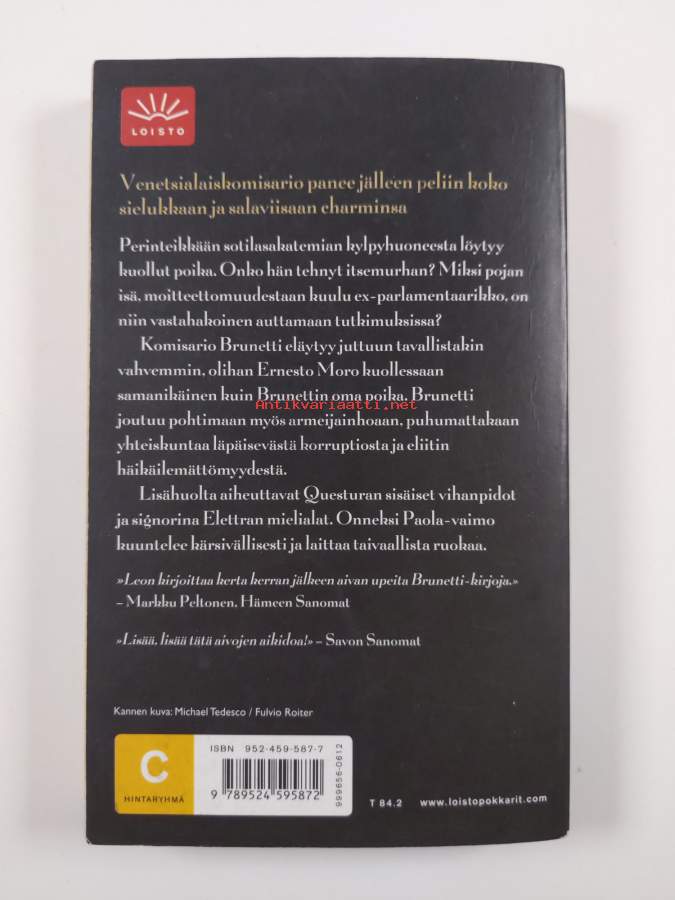 LOISTO
Venetsialaiskomisario panee jälleen peliin koko
sielukkaan ja salaviisaan charminsa
Perinteikkään sotilasakatemian kylpyhuoneesta löytyy
kuollut poika. Onko hän tehnyt itsemurhan? Miksi pojan
isä, moitteettomuudestaan kuulu ex-parlamentaarikko, on
niin vastahakoinen auttamaan tutkimuksissa?
Komisario Brunetti eläytyy juttuun tavallistakin
vahvemmin, olihan Ernesto Moro kuollessaan
samanikäinen kuin Brunettin oma poika. Brunetti
Antikvariaatti.net
joutuu pohtimaan myös armeijainhoaan, puhumattakaan
yhteiskuntaa läpäisevästä korruptiosta ja eliitin
häikäilemättömyydestä.
Lisähuolta aiheuttavat Questuran sisäiset vihanpidot
ja signorina Elettran mielialat. Onneksi Paola-vaimo
kuuntelee kärsivällisesti ja laittaa taivaallista ruokaa.
»Leon kirjoittaa kerta kerran jälkeen aivan upeita Brunetti-kirjoja.»
– Markku Peltonen, Hämeen Sanomat
»Lisää, lisää tätä aivojen aikidoa!» – Savon Sanomat
Kannen kuva: Michael Tedesco / Fulvio Roiter
C
HINTARYHMÄ
ISBN 952-459-587-7
9 789524 595872
999656-0612
T 84.2 www.loistopokkarit.com